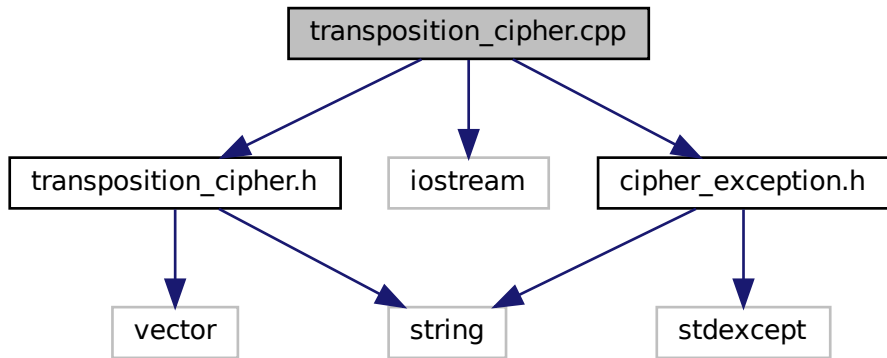 transposition_cipher.cpp
transposition_cipher.h
iostream
cipher_exception.h
vector
string
stdexcept